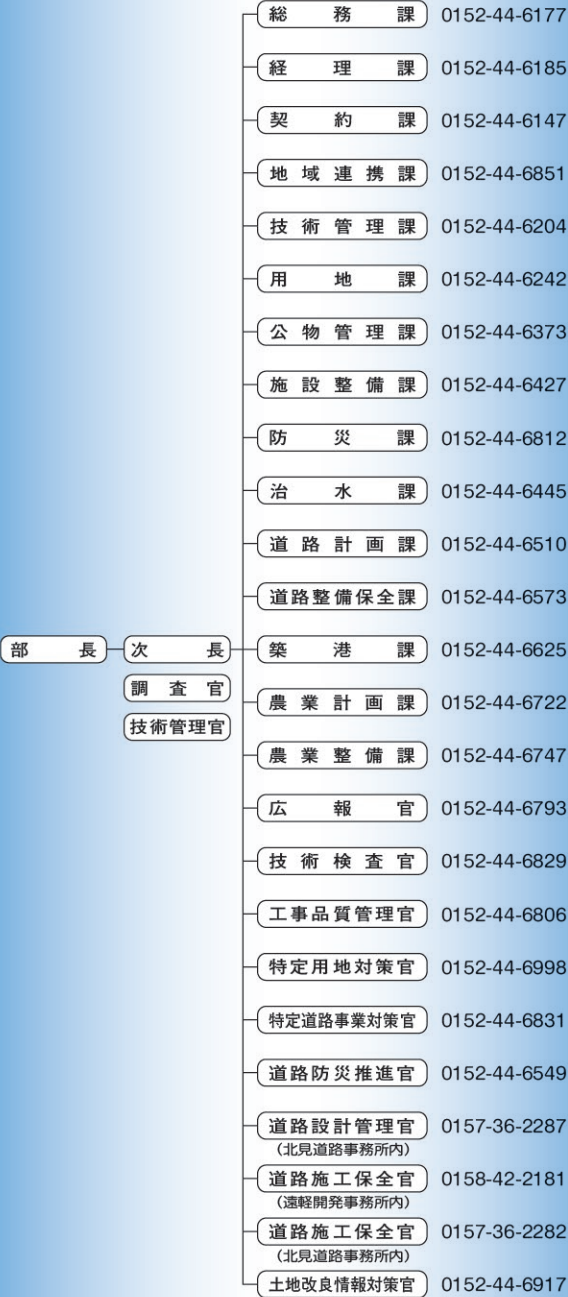 総務課 0152-44-6177
経理課 0152-44-6185
契約課 0152-44-6147
地域連携課 0152-44-6851
技術管理課 0152-44-6204
用地課 0152-44-6242
公物管理課 0152-44-6373
施設整備課 0152-44-6427
防災課 0152-44-6812
治水課 0152-44-6445
道路計画課 0152-44-6510
道路整備保全課 0152-44-6573
部長 次長 築港課 0152-44-6625
調査官
農業計画課 0152-44-6722
技術管理官
農業整備課 0152-44-6747
広報官 0152-44-6793
技術検査官 0152-44-6829
工事品質管理官 0152-44-6806
特定用地対策官 0152-44-6998
特定道路事業対策官 0152-44-6831
道路防災推進官 0152-44-6549
道路設計管理官 0157-36-2287
(北見道路事務所内)
道路施工保全官 0158-42-2181
(遠軽開発事務所内)
道路施工保全官 0157-36-2282
(北見道路事務所内)
土地改良情報対策官 0152-44-6917